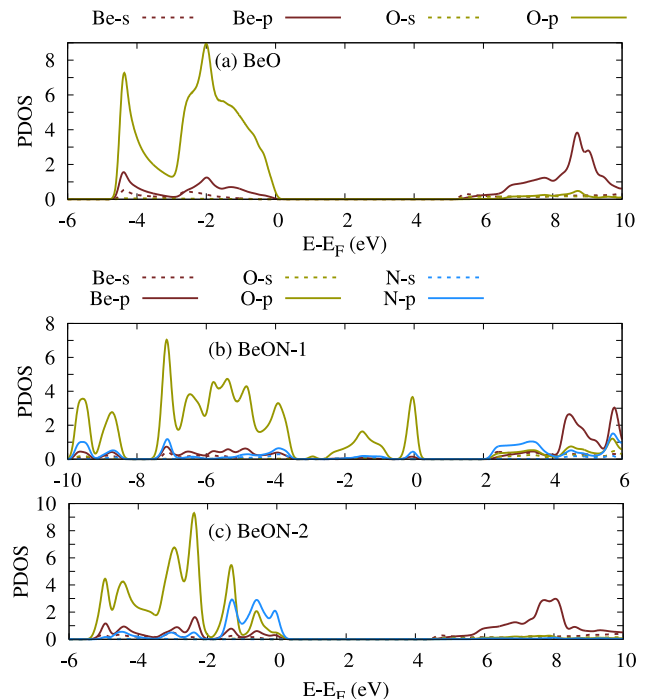 Be-s Be-p O-s O-p
(a) BeO
PDOS
8
6
4
2
0
-6 -4 -2 0 2 4 6 8 10
E-E_F (eV)
Be-s O-s N-s
Be-p O-p N-p
(b) BeON-1
PDOS
8
6
4
2
0
-10 -8 -6 -4 -2 0 2 4 6
(c) BeON-2
PDOS
10
8
6
4
2
0
-6 -4 -2 0 2 4 6 8 10
E-E_F (eV)